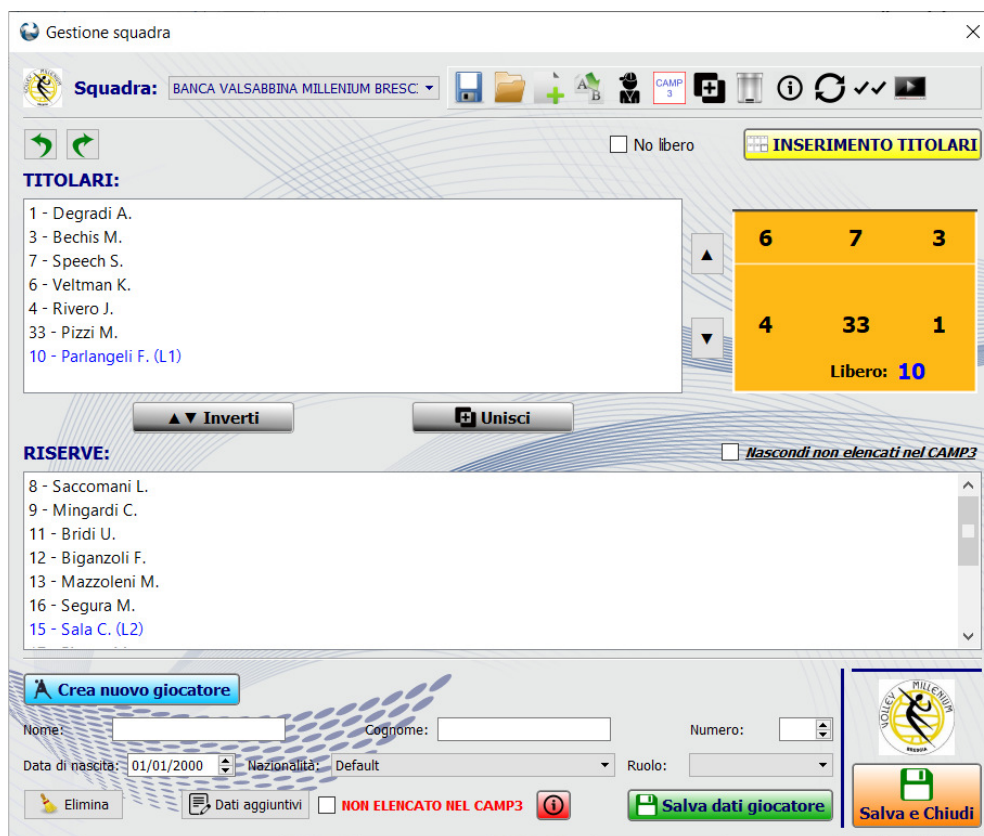 Gestione squadra
Squadra: BANCA VALSABBINA MILLENIUM BRESC:
A B
CAMP 3
No libero
INSERIMENTO TITOLARI
TITOLARI:
1 - Degradi A.
3 - Bechis M.
7 - Speech S.
6 - Veltman K.
4 - Rivero J.
33 - Pizzi M.
10 - Parlangeli F. (L1)
6 7 3
4 33 1
Libero: 10
▲▼ Inverti
Unisci
RISERVE:
Nascondi non elencati nel CAMP3
8 - Saccomani L.
9 - Mingardi C.
11 - Bridi U.
12 - Biganzoli F.
13 - Mazzoleni M.
16 - Segura M.
15 - Sala C. (L2)
Crea nuovo giocatore
Nome: Cognome: Numero:
Data di nascita: 01/01/2000 Nazionalità: Default Ruolo:
Elimina
Dati aggiuntivi
NON ELENCATO NEL CAMP3
Salva dati giocatore
VOLLEY MILLENIUM
BRESCIA
Salva e Chiudi